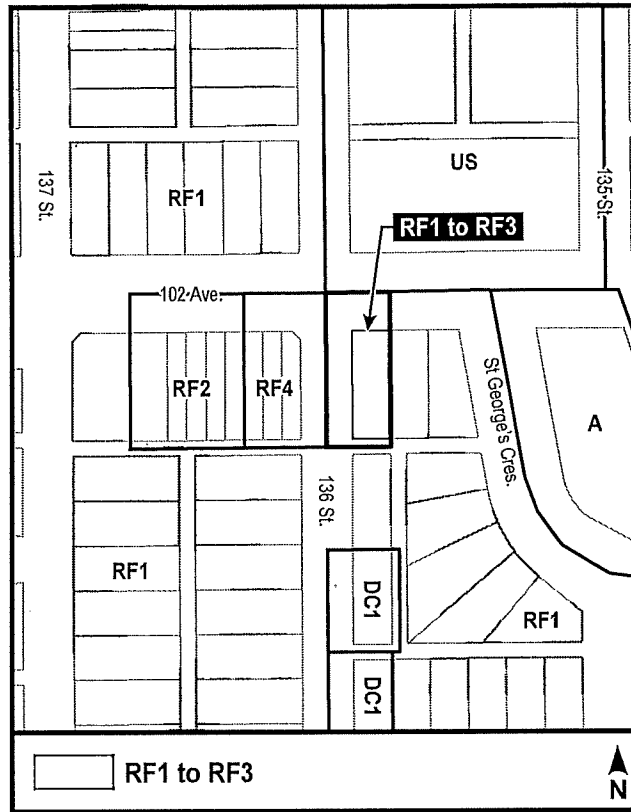 US
137 St.
RF1
135 St.
RF1 to RF3
102 Ave.
RF2
RF4
St George's Cres.
A
136 St.
RF1
DC1
RF1
DC1
RF1 to RF3
N